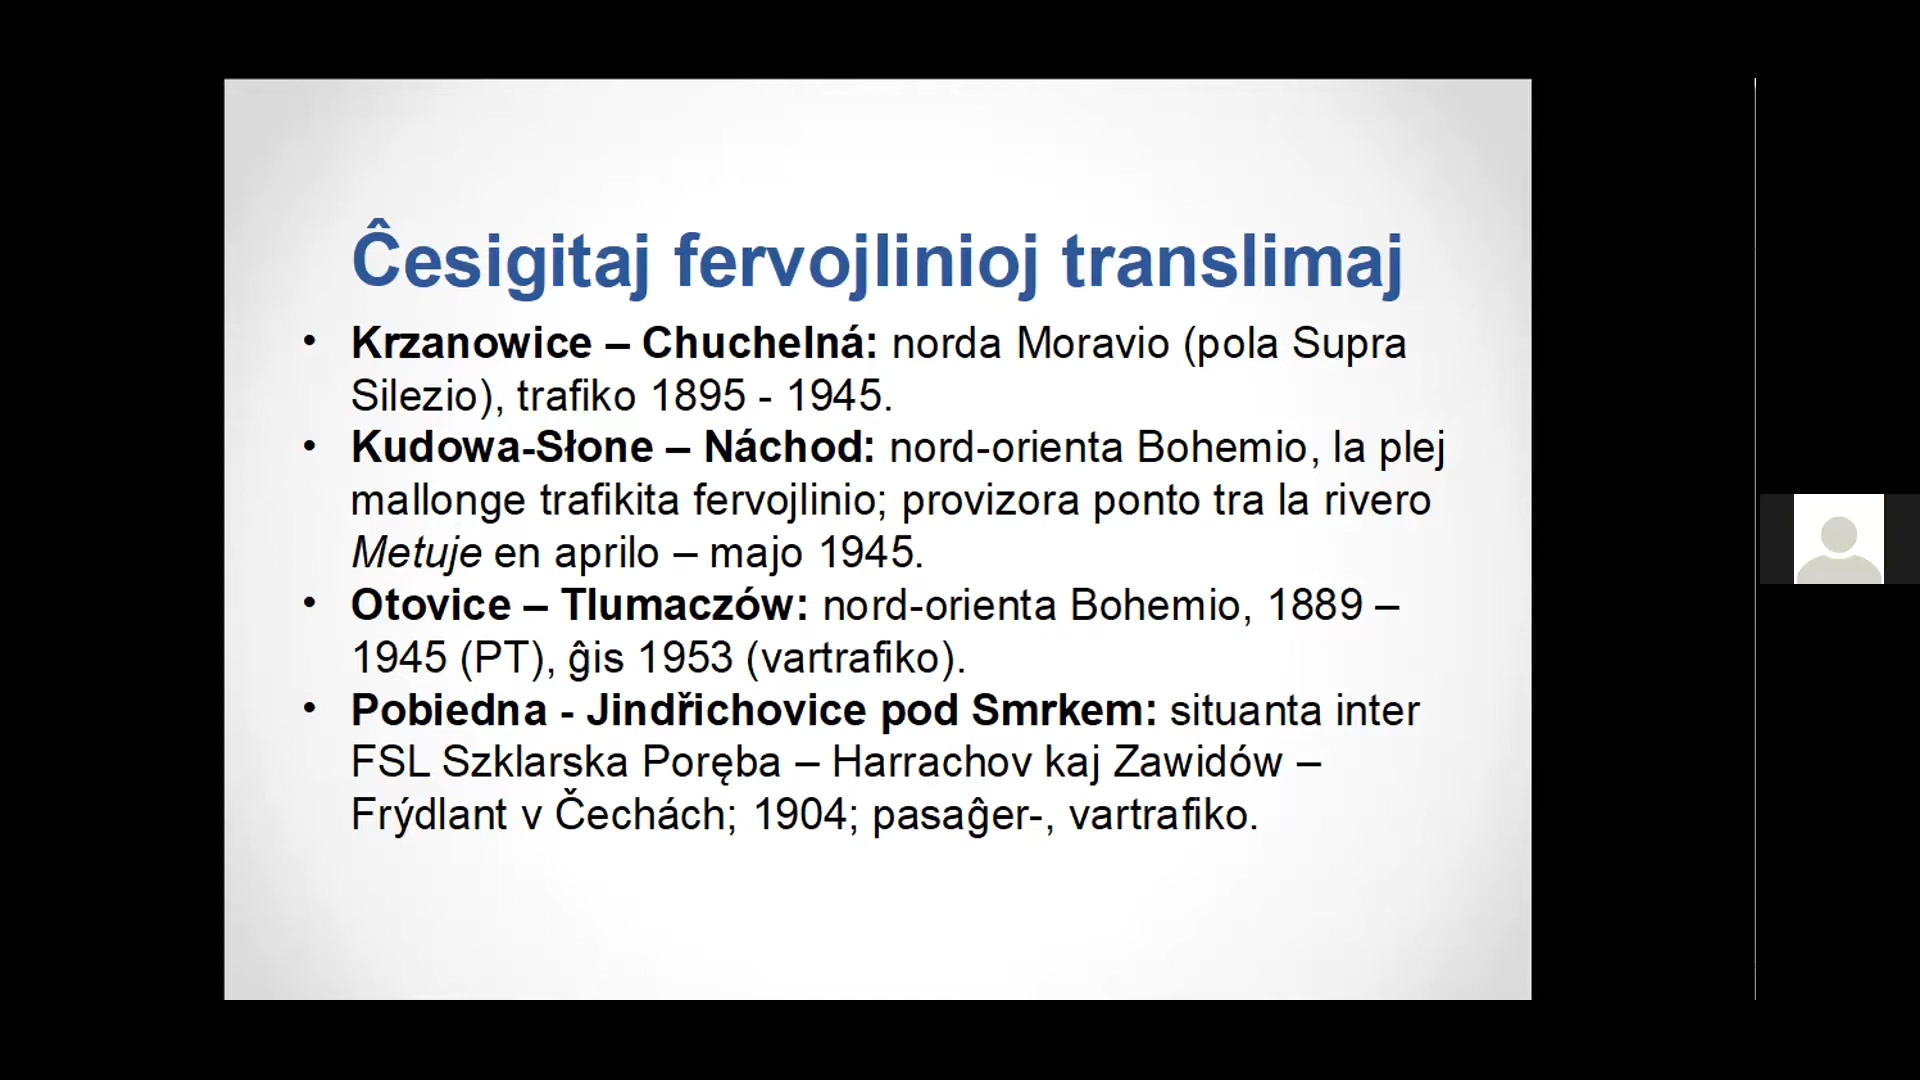 Ĉesigitaj fervojlinioj translimaj
• Krzanowice – Chuchelná: norda Moravio (pola Supra
Silezio), trafiko 1895 - 1945.
• Kudowa-Słone – Náchod: nord-orienta Bohemio, la plej
mallonge trafikita fervojlinio; provizora ponto tra la rivero
Metuje en aprilo – majo 1945.
• Otovice – Tlumaczów: nord-orienta Bohemio, 1889 –
1945 (PT), ĝis 1953 (vartrafiko).
• Pobiedna - Jindřichovice pod Smrkem: situanta inter
FSL Szklarska Poręba – Harrachov kaj Zawidów –
Frýdlant v Čechách; 1904; pasaĝer-, vartrafiko.